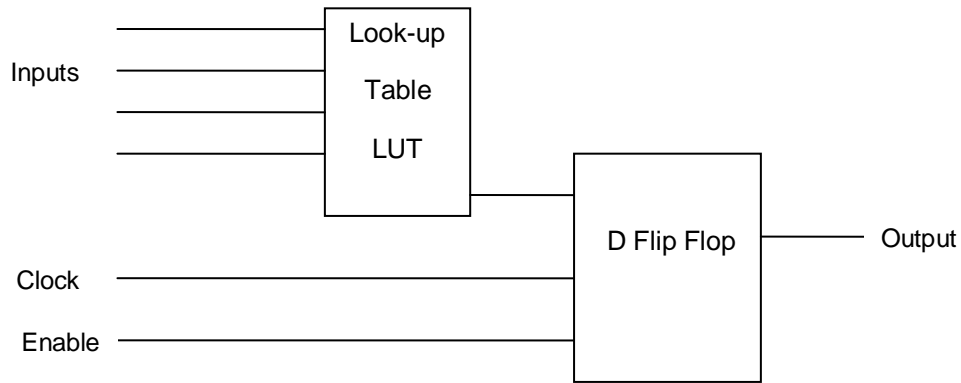 Look-up
Inputs
Table
LUT
D Flip Flop
Output
Clock
Enable